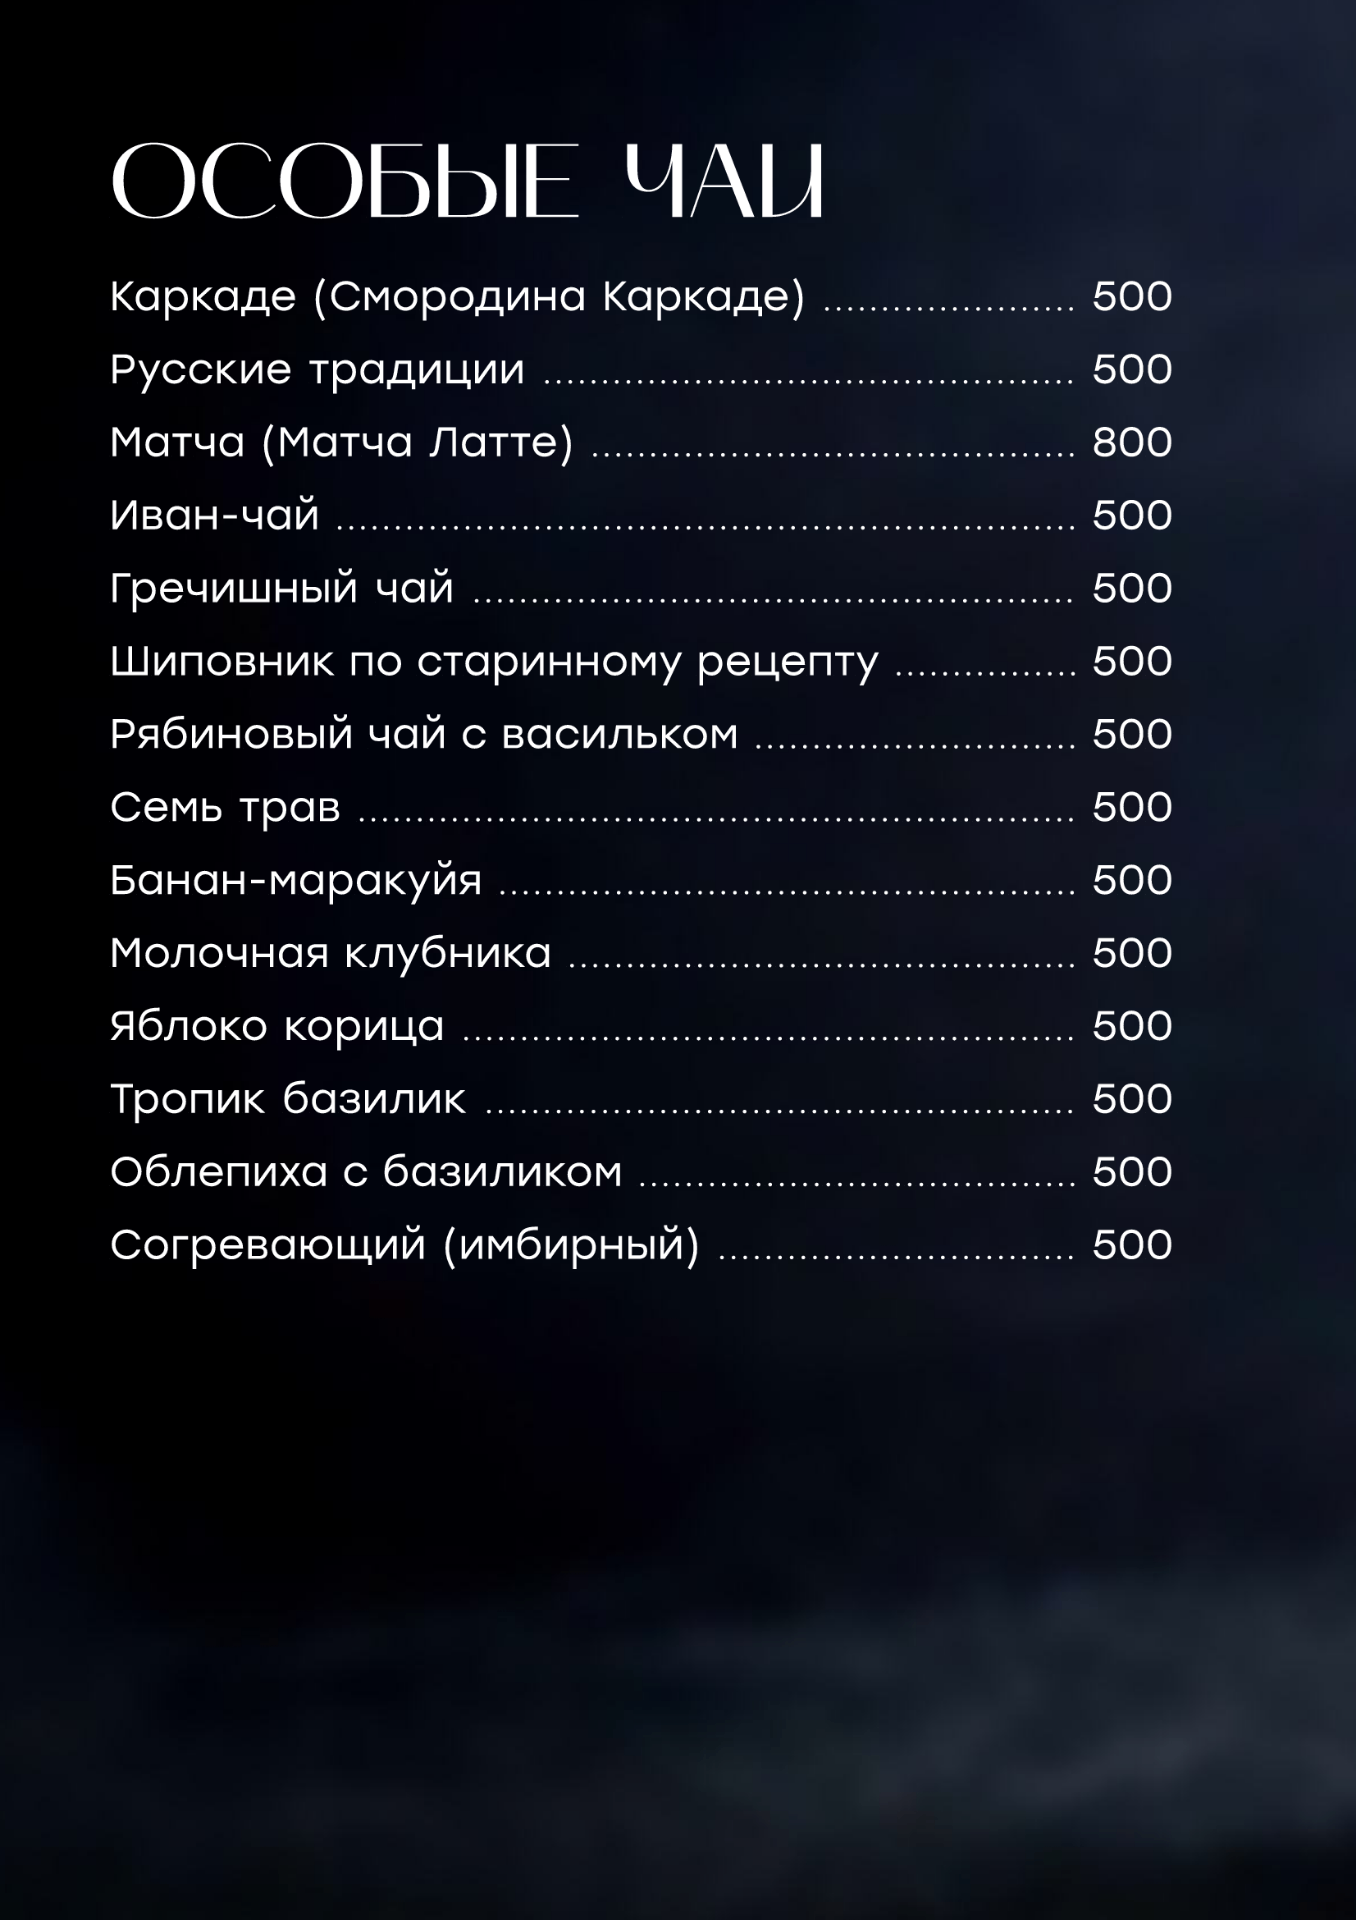 ОСОБЫЕ ЧАИ
Каркаде (Смородина Каркаде) ...................... 500
Русские традиции .............................................. 500
Матча (Матча Латте) .......................................... 800
Иван-чай ................................................................ 500
Гречишный чай .................................................... 500
Шиповник по старинному рецепту ................ 500
Рябиновый чай с васильком ............................ 500
Семь трав .............................................................. 500
Банан-маракуйя .................................................. 500
Молочная клубника ............................................ 500
Яблоко корица ..................................................... 500
Тропик базилик ................................................... 500
Облепиха с базиликом ...................................... 500
Согревающий (имбирный) ............................... 500